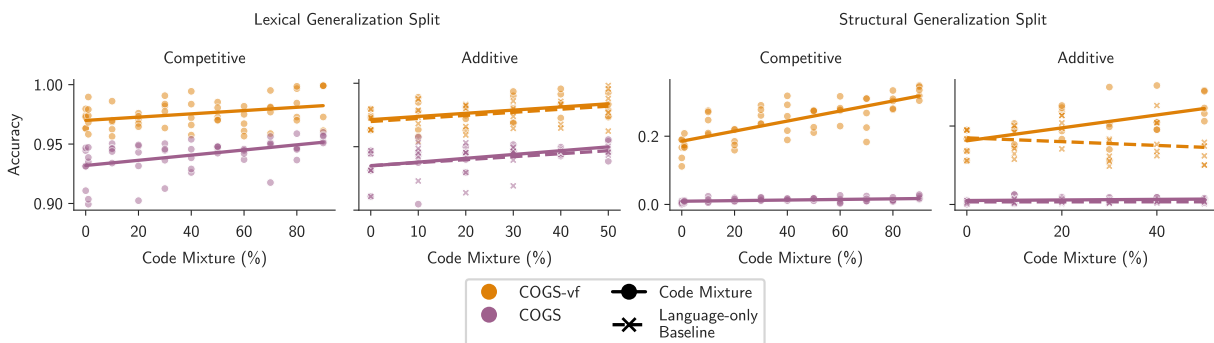 Lexical Generalization Split
Structural Generalization Split
Competitive
Additive
Competitive
Additive
Accuracy
1.00
0.95
0.90
0.2
0.0
0 20 40 60 80
0 10 20 30 40 50
0 20 40 60 80
0 20 40
Code Mixture (%)
Code Mixture (%)
Code Mixture (%)
Code Mixture (%)
COGS-vf
COGS
Code Mixture
Language-only
Baseline